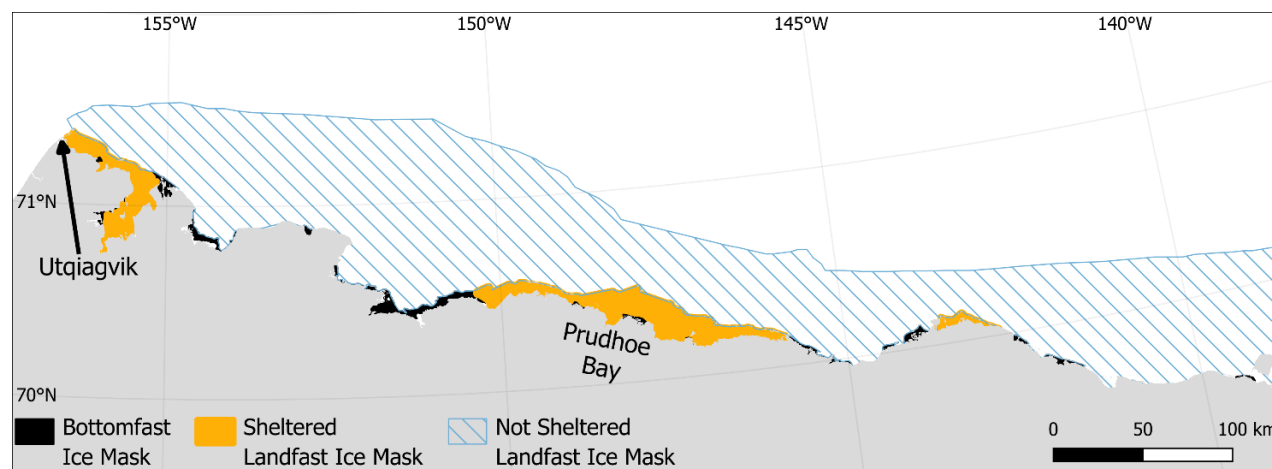 155°W
150°W
145°W
140°W
71°N
Utqiagvik
Prudhoe
Bay
70°N
Bottomfast
Ice Mask
Sheltered
Landfast Ice Mask
Not Sheltered
Landfast Ice Mask
0
50
100 km